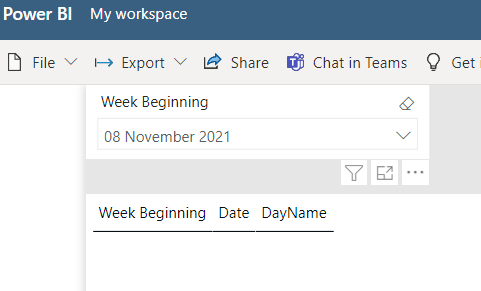 Power BI My workspace
File Export Share Chat in Teams Get
Week Beginning
08 November 2021
Week Beginning Date DayName